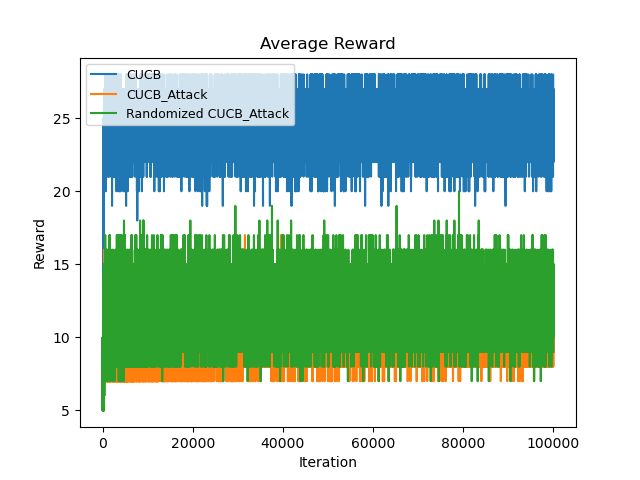 Average Reward
CUCB
CUCB_Attack
Randomized CUCB_Attack
Reward
25
20
15
10
5
0
20000
40000
60000
80000
100000
Iteration